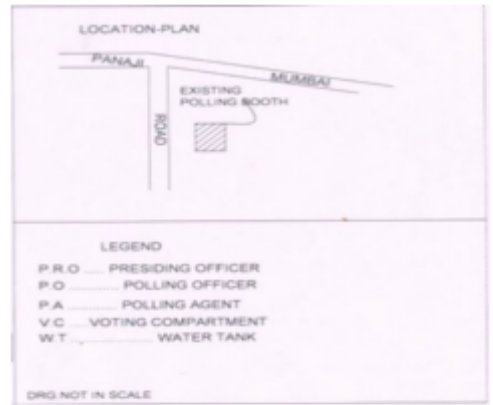 LOCATION-PLAN
PANAJI
MUMBAI
EXISTING
POLLING BOOTH
ROAD
LEGEND
P.R.O ..... PRESIDING OFFICER
P.O ............. POLLING OFFICER
P.A ............. POLLING AGENT
V.C .... VOTING COMPARTMENT
W.T ..................... WATER TANK
DRG.NOT IN SCALE